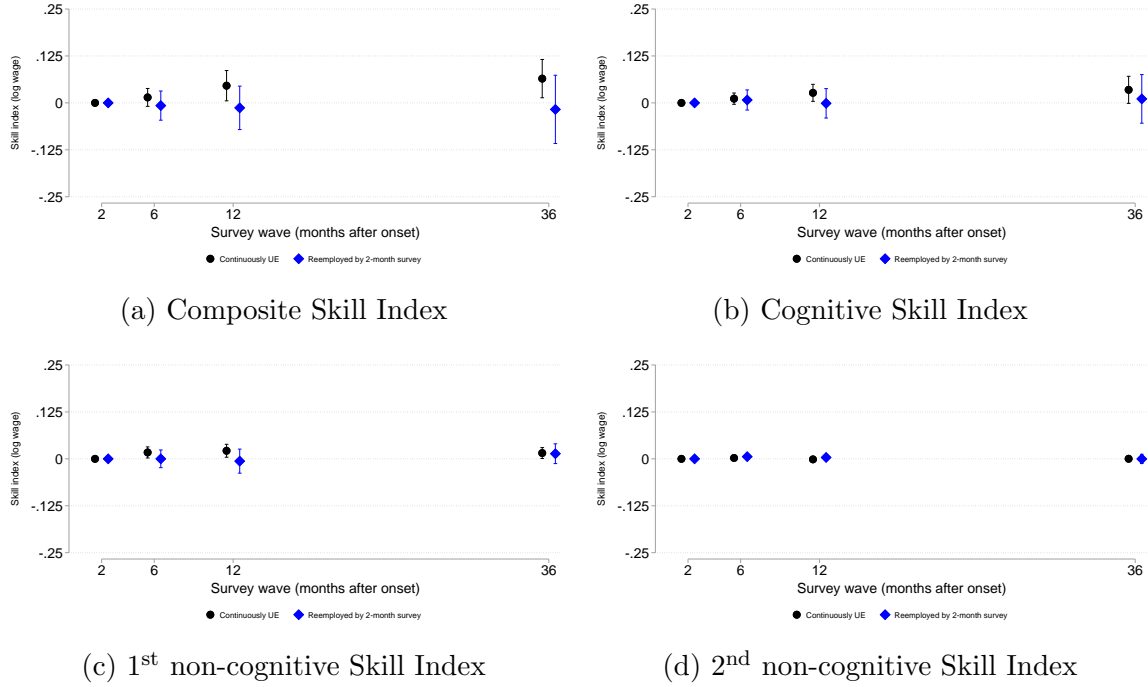 .25
.125
0
-.125
-.25
Skill index (log wage)
2 6 12 36
Survey wave (months after onset)
Continuously UE Reemployed by 2-month survey
(a) Composite Skill Index
.25
.125
0
-.125
-.25
Skill index (log wage)
2 6 12 36
Survey wave (months after onset)
Continuously UE Reemployed by 2-month survey
(b) Cognitive Skill Index
.25
.125
0
-.125
-.25
Skill index (log wage)
2 6 12 36
Survey wave (months after onset)
Continuously UE Reemployed by 2-month survey
(c) 1st non-cognitive Skill Index
.25
.125
0
-.125
-.25
Skill index (log wage)
2 6 12 36
Survey wave (months after onset)
Continuously UE Reemployed by 2-month survey
(d) 2nd non-cognitive Skill Index